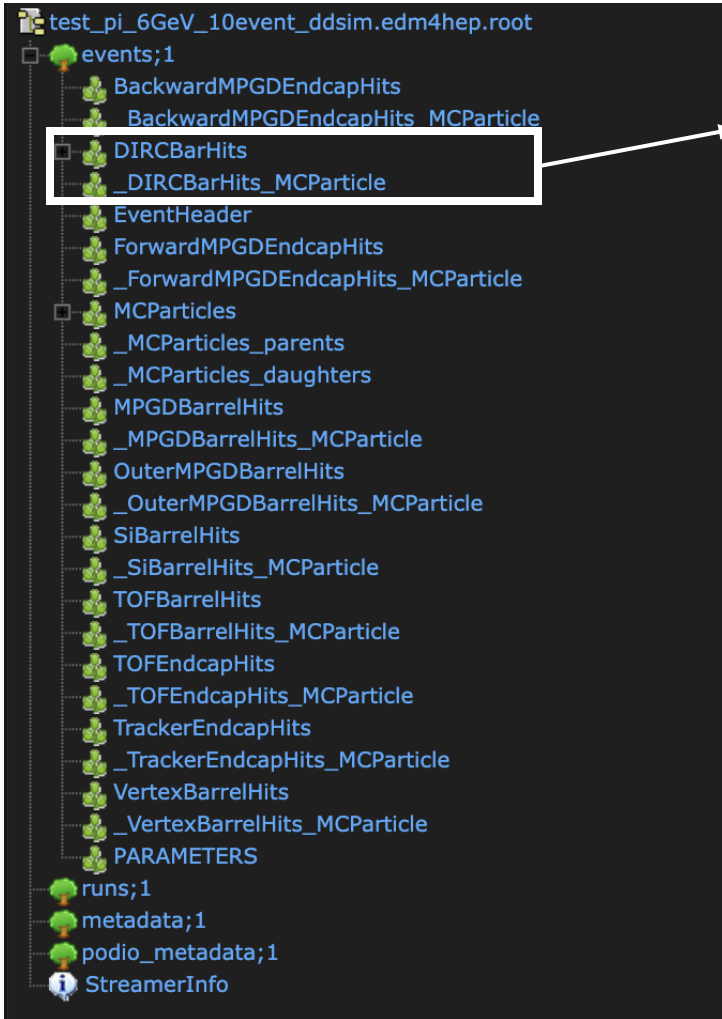 test_pi_6GeV_10event_ddsim.edm4hep.root
events;1
BackwardMPGDEndcapHits
_BackwardMPGDEndcapHits_MCParticle
DIRCBarHits
_DIRCBarHits_MCParticle
EventHeader
ForwardMPGDEndcapHits
_ForwardMPGDEndcapHits_MCParticle
MCParticles
_MCParticles_parents
_MCParticles_daughters
MPGDBarrelHits
_MPGDBarrelHits_MCParticle
OuterMPGDBarrelHits
_OuterMPGDBarrelHits_MCParticle
SiBarrelHits
_SiBarrelHits_MCParticle
TOFBarrelHits
_TOFBarrelHits_MCParticle
TOFEndcapHits
_TOFEndcapHits_MCParticle
TrackerEndcapHits
_TrackerEndcapHits_MCParticle
VertexBarrelHits
_VertexBarrelHits_MCParticle
PARAMETERS
runs;1
metadata;1
podio_metadata;1
StreamerInfo